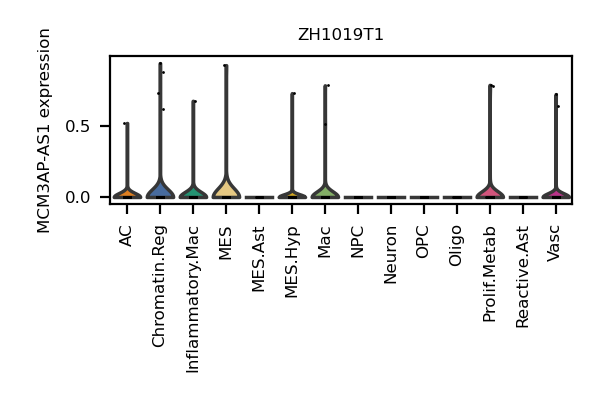 ZH1019T1
MCM3AP-AS1 expression
0.5
0.0
AC
Chromatin.Reg
Inflammatory.Mac
MES
MES.Ast
MES.Hyp
Mac
NPC
Neuron
OPC
Oligo
Prolif.Metab
Reactive.Ast
Vasc